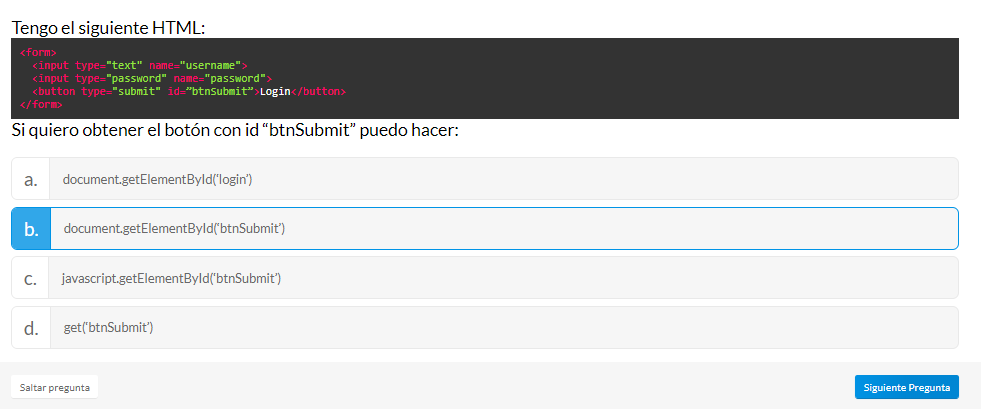 Tengo el siguiente HTML:
<form>
<input type="text" name="username">
<input type="password" name="password">
<button type="submit" id=”btnSubmit”>Login</button>
</form>
Si quiero obtener el botón con id “btnSubmit” puedo hacer:
a. document.getElementById(‘login’)
b. document.getElementById(‘btnSubmit’)
c. javascript.getElementById(‘btnSubmit’)
d. get(‘btnSubmit’)
Saltar pregunta Siguiente Pregunta